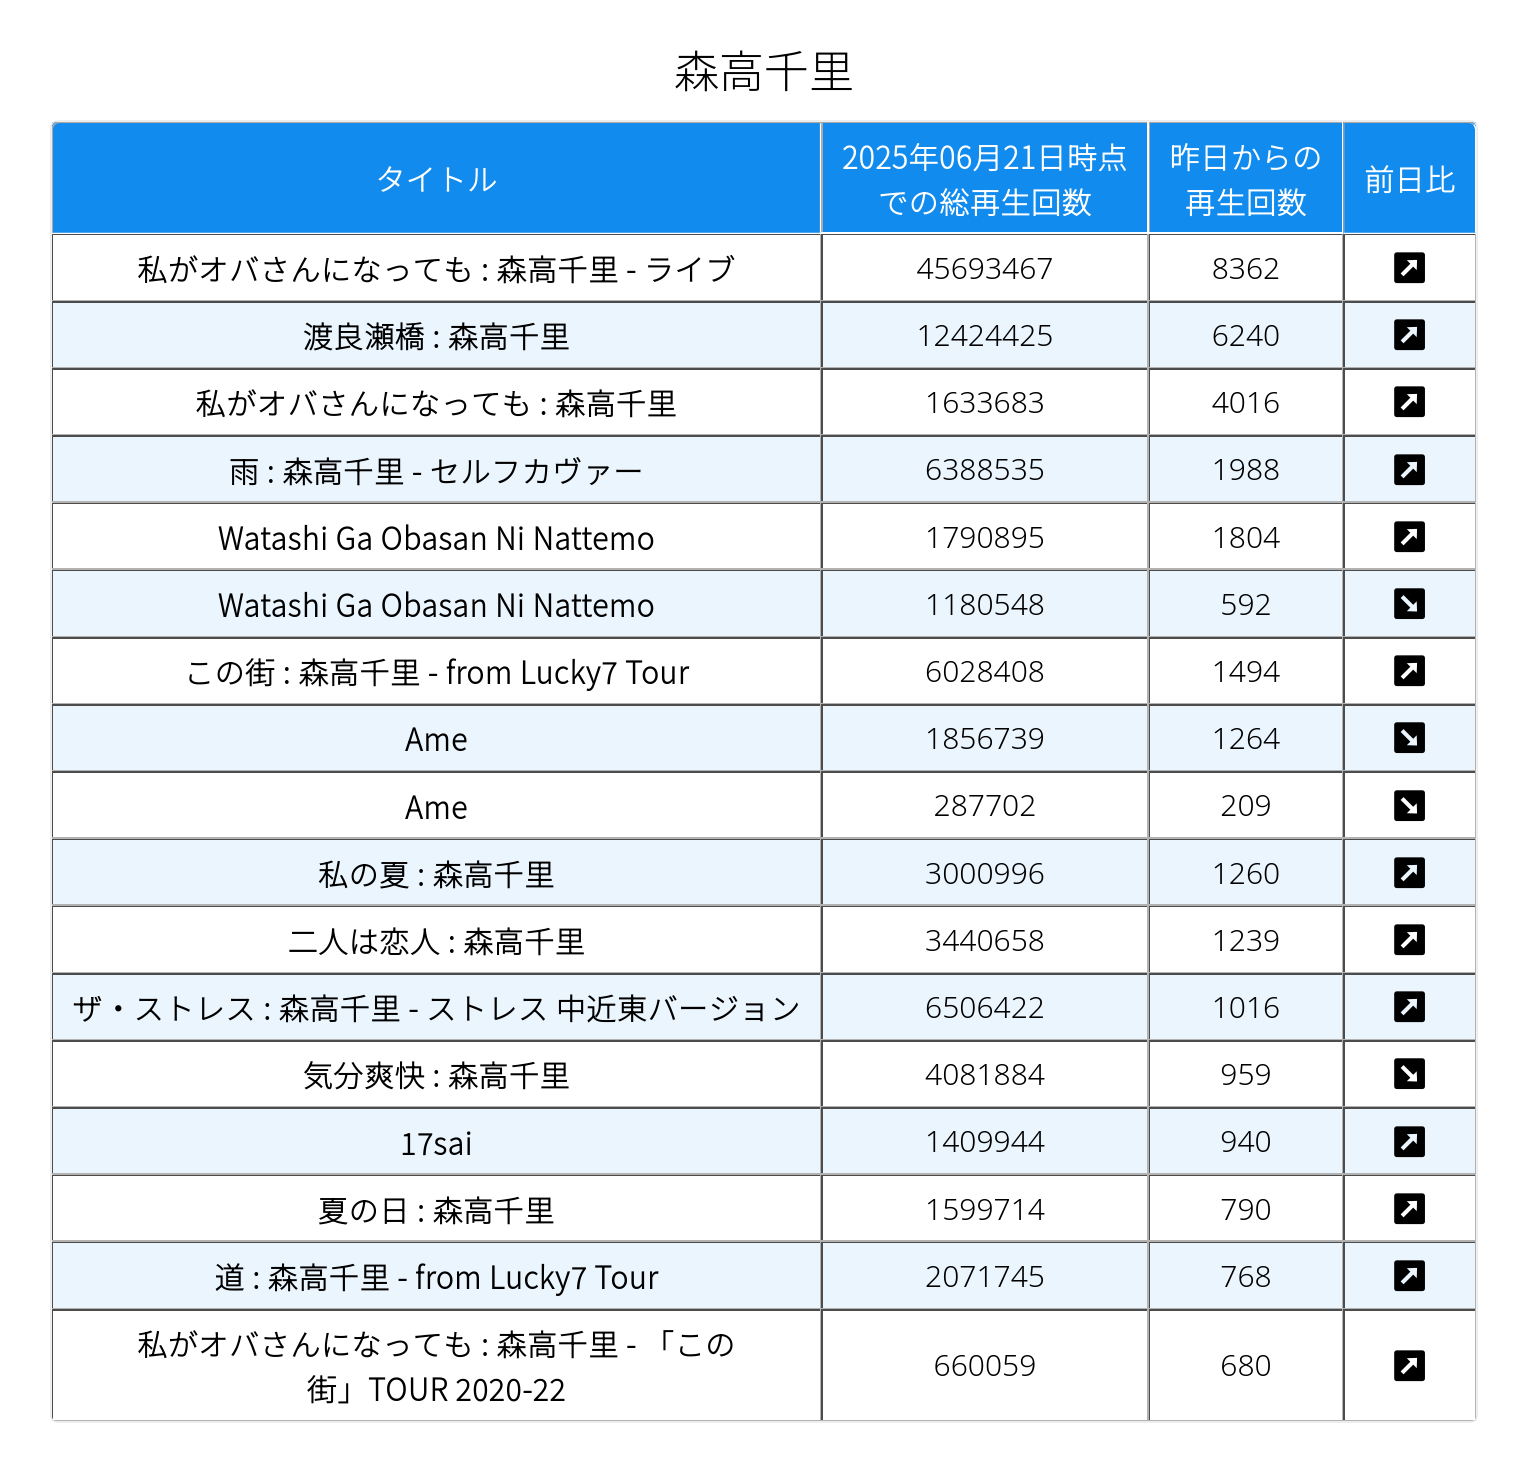 森高千里
タイトル
2025年06月21日時点
での総再生回数
昨日からの
再生回数
前日比
私がオバさんになっても : 森高千里 - ライブ 45693467 8362
渡良瀬橋 : 森高千里 12424425 6240
私がオバさんになっても : 森高千里 1633683 4016
雨 : 森高千里 - セルフカヴァー 6388535 1988
Watashi Ga Obasan Ni Nattemo 1790895 1804
Watashi Ga Obasan Ni Nattemo 1180548 592
この街 : 森高千里 - from Lucky7 Tour 6028408 1494
Ame 1856739 1264
Ame 287702 209
私の夏 : 森高千里 3000996 1260
二人は恋人 : 森高千里 3440658 1239
ザ・ストレス : 森高千里 - ストレス 中近東バージョン 6506422 1016
気分爽快 : 森高千里 4081884 959
17sai 1409944 940
夏の日 : 森高千里 1599714 790
道 : 森高千里 - from Lucky7 Tour 2071745 768
私がオバさんになっても : 森高千里 - 「この
街」TOUR 2020-22 660059 680